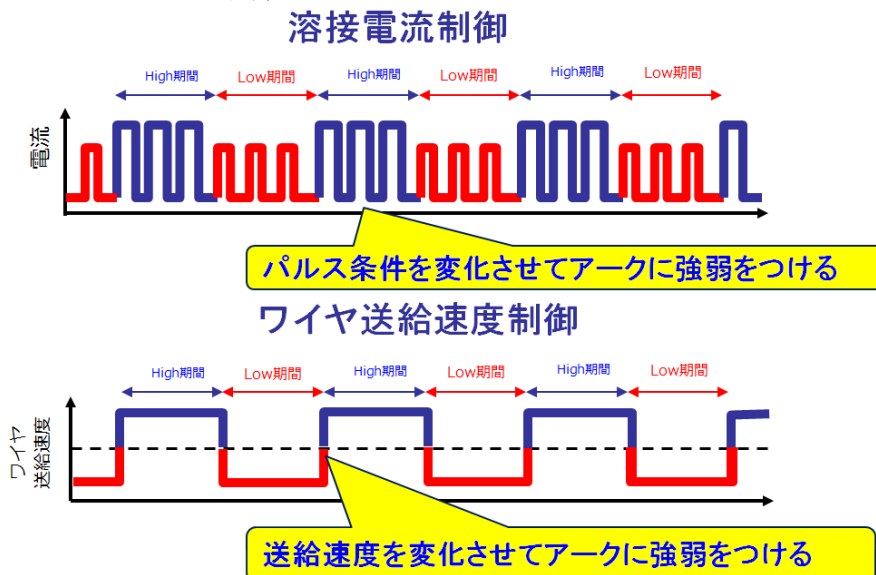 溶接電流制御
High期間 Low期間 High期間 Low期間 High期間 Low期間
電流
パルス条件を変化させてアークに強弱をつける
ワイヤ送給速度制御
High期間 Low期間 High期間 Low期間 High期間 Low期間
ワイヤ
送給速度
送給速度を変化させてアークに強弱をつける